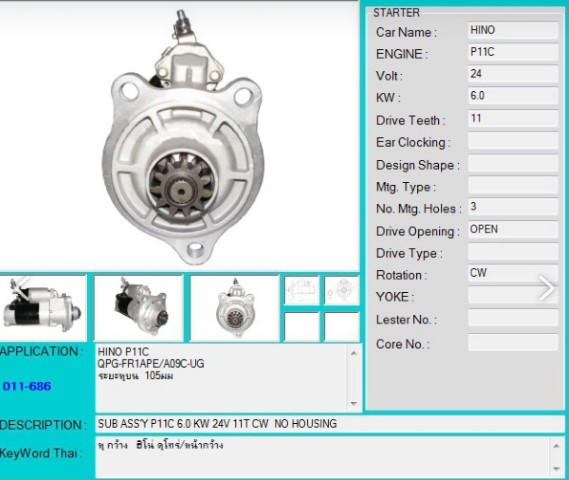 STARTER
Car Name : HINO
ENGINE : P11C
Volt : 24
KW : 6.0
Drive Teeth : 11
Ear Clocking :
Design Shape :
Mtg. Type :
No. Mtg. Holes : 3
Drive Opening : OPEN
Drive Type :
Rotation : CW
YOKE :
Lester No. :
Core No. :
APPLICATION : HINO P11C
QPG-FR1APE/A09C-UG
ระยะหูบน 105มม
011-686
DESCRIPTION : SUB ASS'Y P11C 6.0 KW 24V 11T CW NO HOUSING
KeyWord Thai : หู กว้าง ฮีโน่ ดูโทร่/หน้ากว้าง